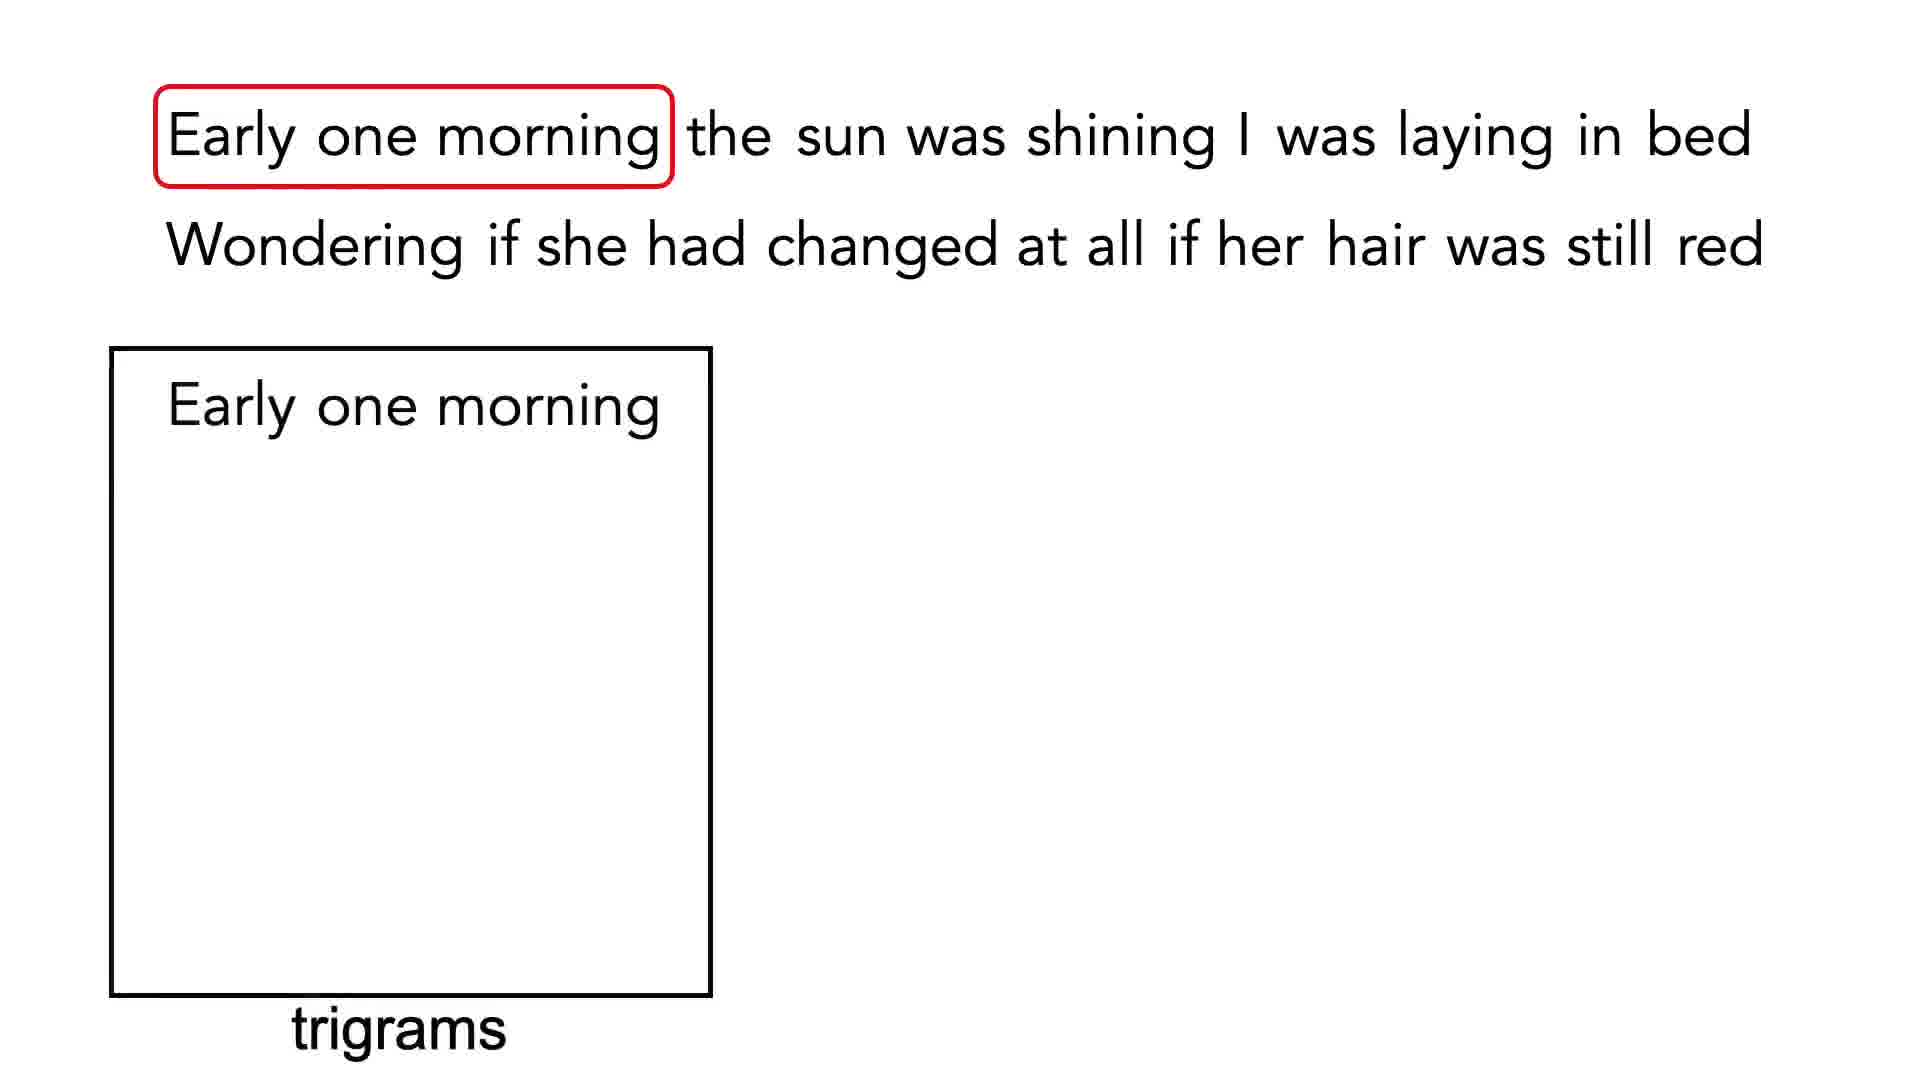 Early one morning the sun was shining I was laying in bed
Wondering if she had changed at all if her hair was still red
Early one morning
trigrams